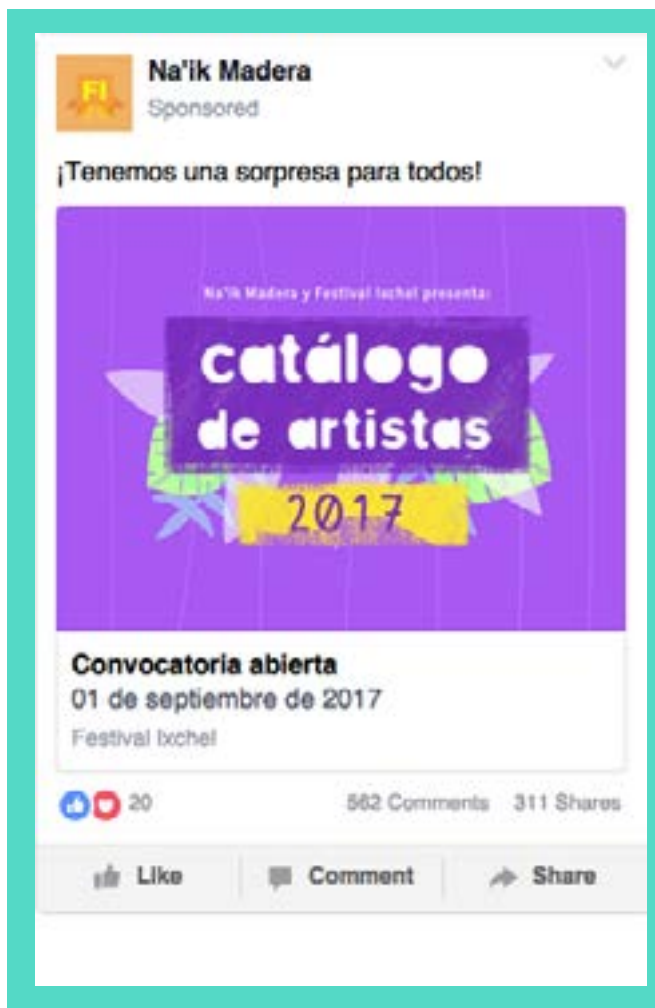 FI
Na'ik Madera
Sponsored
¡Tenemos una sorpresa para todos!
Na'ik Madera y Festival Ixchel presenta:
catálogo
de artistas
2017
Convocatoria abierta
01 de septiembre de 2017
Festival Ixchel
20 562 Comments 311 Shares
Like Comment Share